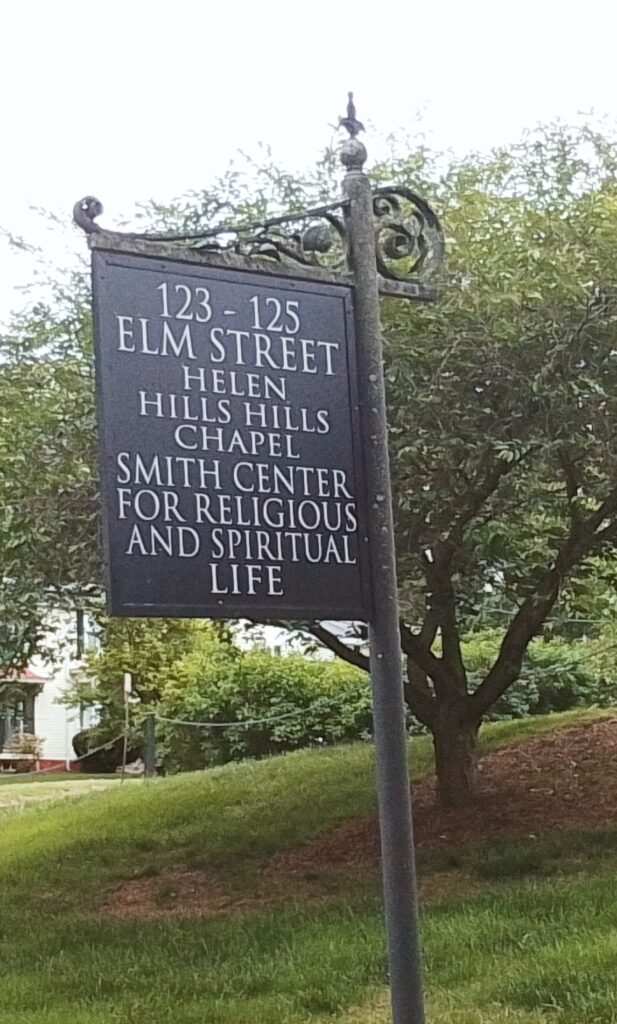 123 - 125
ELM STREET
HELEN
HILLS HILLS
CHAPEL
SMITH CENTER
FOR RELIGIOUS
AND SPIRITUAL
LIFE